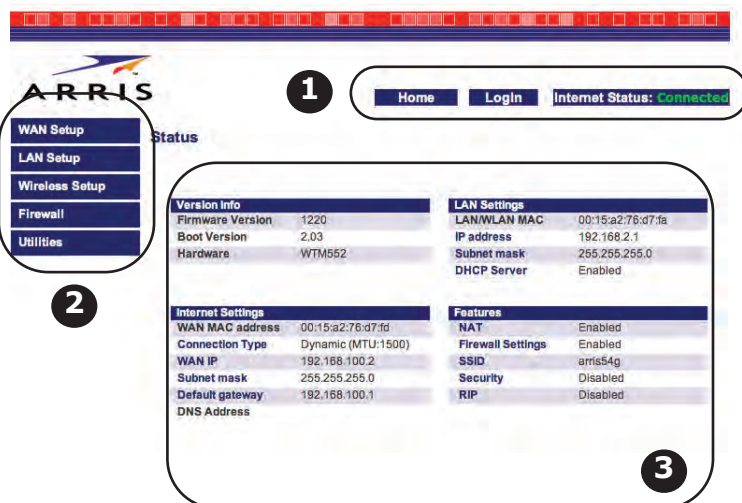 ARRIS
1
Home Login Internet Status: Connected
WAN Setup
LAN Setup
Wireless Setup
Firewall
Utilities
2
Status
Version Info
Firmware Version 1220
Boot Version 2.03
Hardware WTM552
LAN Settings
LAN/WLAN MAC 00:15:a2:76:d7:fa
IP address 192.168.2.1
Subnet mask 255.255.255.0
DHCP Server Enabled
Internet Settings
WAN MAC address 00:15:a2:76:d7:fd
Connection Type Dynamic (MTU:1500)
WAN IP 192.168.100.2
Subnet mask 255.255.255.0
Default gateway 192.168.100.1
DNS Address
Features
NAT Enabled
Firewall Settings Enabled
SSID arris54g
Security Disabled
RIP Disabled
3